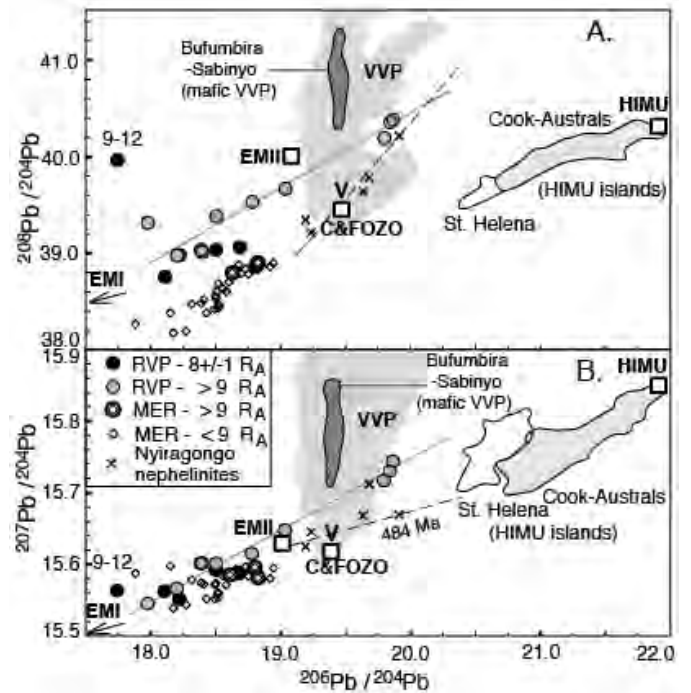 A.
208Pb/204Pb
41.0
40.0
39.0
38.0
Bufumbira
-Sabinyo
(mafic VVP)
VVP
9-12
EMII
HIMU
Cook-Australs
(HIMU islands)
St. Helena
V
C&FOZO
EMI
B.
207Pb/204Pb
15.9
15.8
15.7
15.6
15.5
RVP - 8+/-1 RA
RVP - >9 RA
MER - >9 RA
MER - <9 RA
Nyiragongo
nephelinites
Bufumbira
-Sabinyo
(mafic VVP)
VVP
HIMU
St. Helena
Cook-Australs
(HIMU islands)
EMII
V
484 Ma
C&FOZO
9-12
EMI
18.0 19.0 20.0 21.0 22.0
206Pb/204Pb